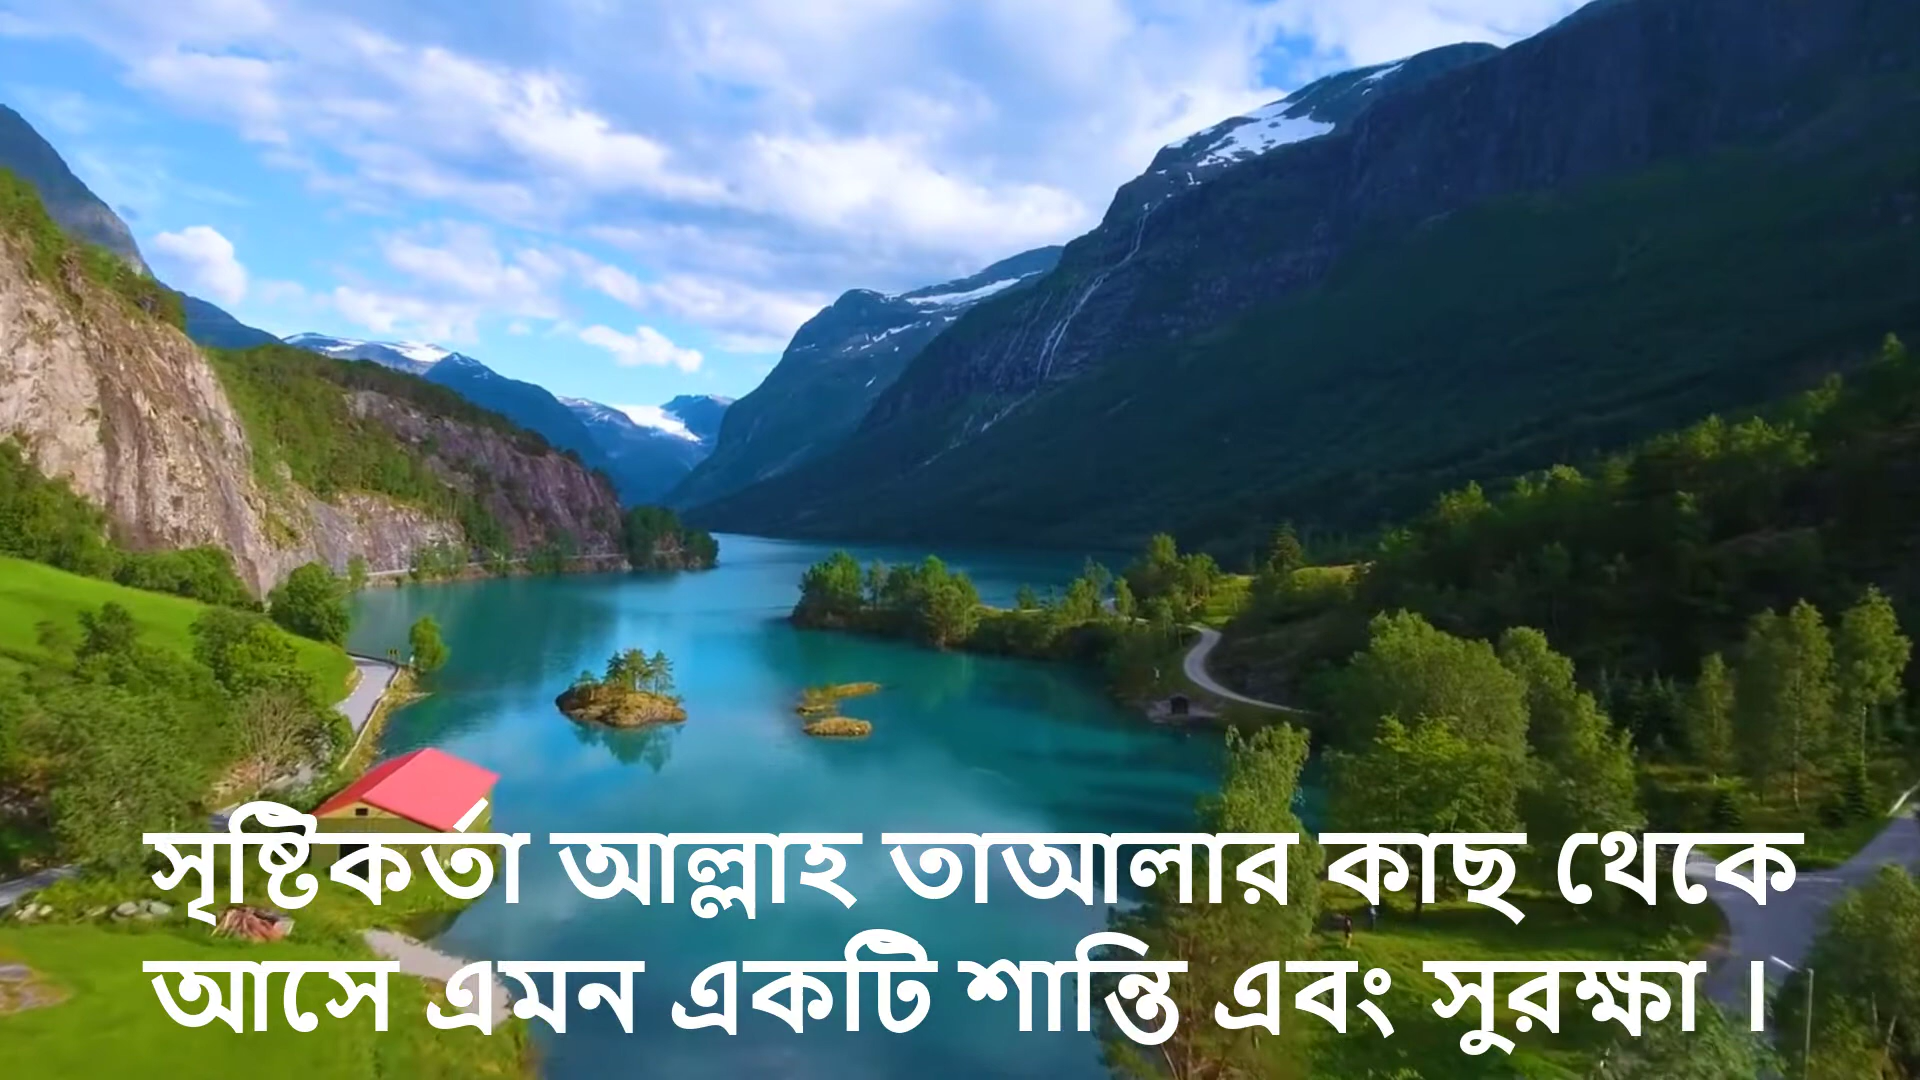 সৃষ্টিকর্তা আল্লাহ তাআলার কাছ থেকে
আসে এমন একটি শান্তি এবং সুরক্ষা ।